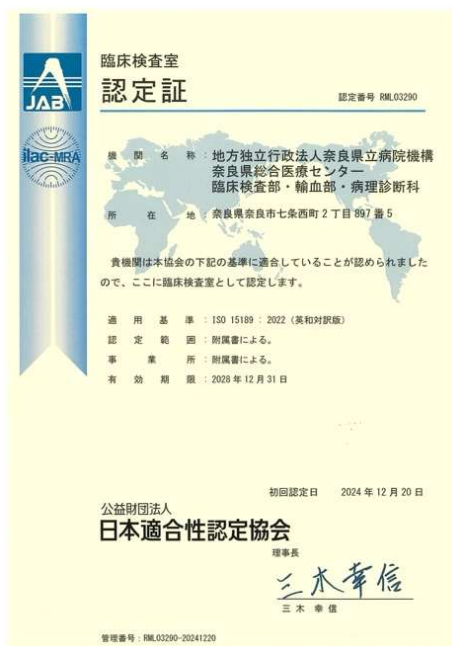 JAB
ilac-MRA
臨床検査室
認定証
認定番号 RML03290
機関名称：地方独立行政法人奈良県立病院機構
奈良県総合医療センター
臨床検査部・輸血部・病理診断科
所在地：奈良県奈良市七条西町2丁目897番5
貴機関は本協会の下記の基準に適合していることが認められました
ので、ここに臨床検査室として認定します。
適用基準：ISO 15189：2022（英和対訳版）
認定範囲：附属書による。
事業所：附属書による。
有効期限：2028年12月31日
初回認定日 2024年12月20日
公益財団法人
日本適合性認定協会
理事長
三木幸信
三木 幸信
管理番号：RML03290-20241220